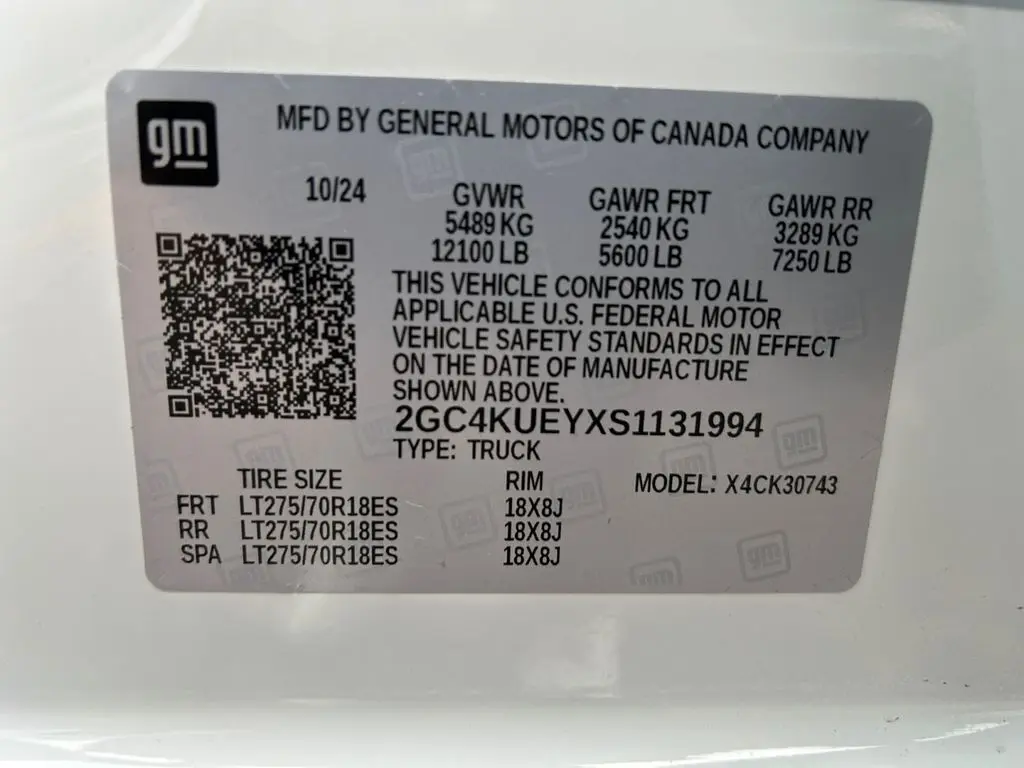 gm
MFD BY GENERAL MOTORS OF CANADA COMPANY
10/24 GVWR GAWR FRT GAWR RR
5489 KG 2540 KG 3289 KG
12100 LB 5600 LB 7250 LB
THIS VEHICLE CONFORMS TO ALL
APPLICABLE U.S. FEDERAL MOTOR
VEHICLE SAFETY STANDARDS IN EFFECT
ON THE DATE OF MANUFACTURE
SHOWN ABOVE.
2GC4KUEYXS1131994
TYPE: TRUCK
TIRE SIZE RIM MODEL: X4CK30743
FRT LT275/70R18ES 18X8J
RR LT275/70R18ES 18X8J
SPA LT275/70R18ES 18X8J